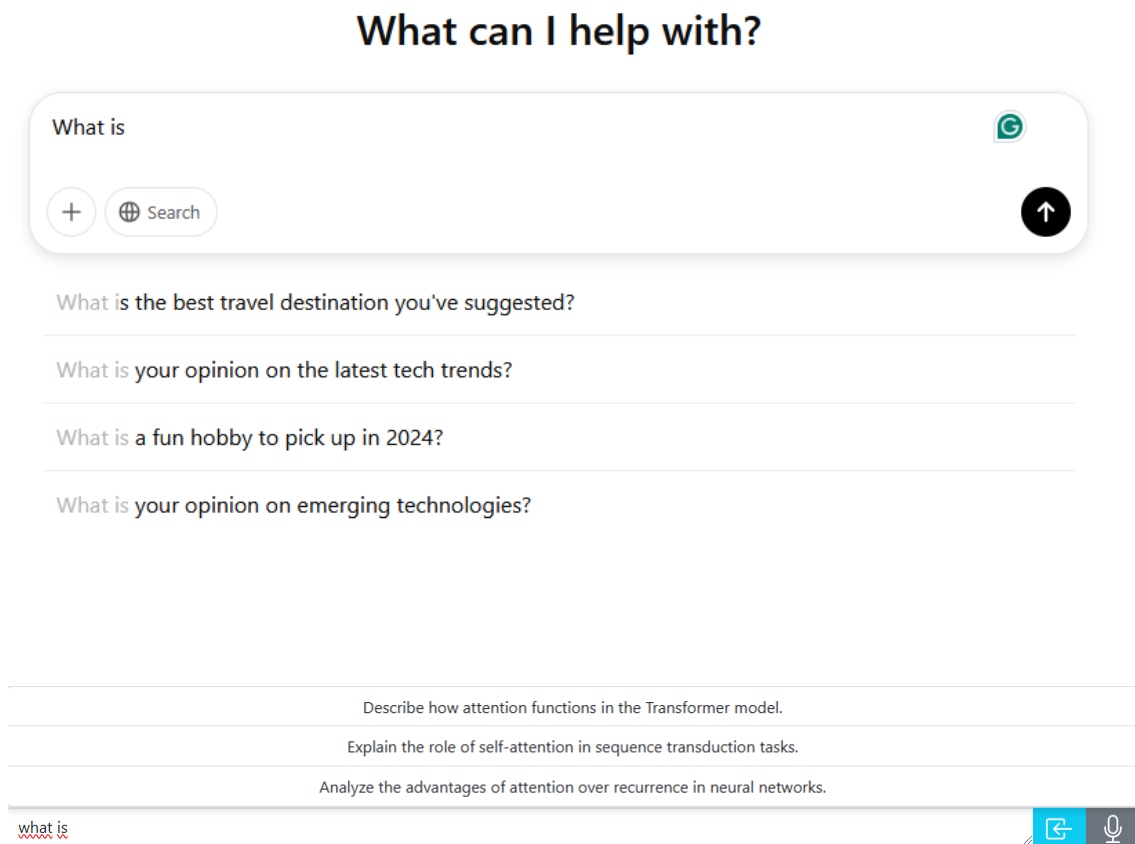 What can I help with?
What is
Search
What is the best travel destination you've suggested?
What is your opinion on the latest tech trends?
What is a fun hobby to pick up in 2024?
What is your opinion on emerging technologies?
Describe how attention functions in the Transformer model.
Explain the role of self-attention in sequence transduction tasks.
Analyze the advantages of attention over recurrence in neural networks.
what is